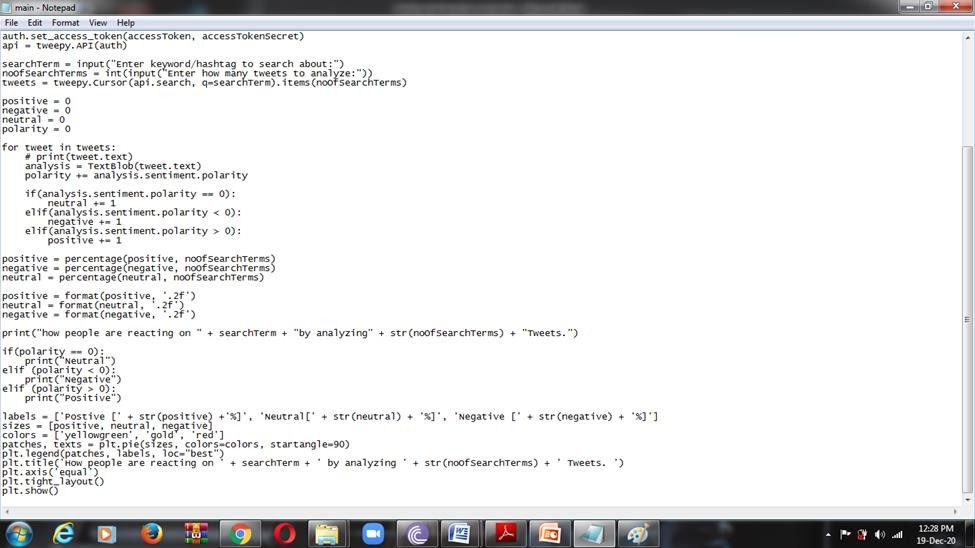 main - Notepad
File Edit Format View Help
auth.set_access_token(accessToken, accessTokenSecret)
api = tweepy.API(auth)
searchTerm = input("Enter keyword/hashtag to search about:")
noOfSearchTerms = int(input("Enter how many tweets to analyze:"))
tweets = tweepy.Cursor(api.search, q=searchTerm).items(noOfSearchTerms)
positive = 0
negative = 0
neutral = 0
polarity = 0
for tweet in tweets:
    # print(tweet.text)
    analysis = TextBlob(tweet.text)
    polarity += analysis.sentiment.polarity
    if(analysis.sentiment.polarity == 0):
        neutral += 1
    elif(analysis.sentiment.polarity < 0):
        negative += 1
    elif(analysis.sentiment.polarity > 0):
        positive += 1
positive = percentage(positive, noOfSearchTerms)
negative = percentage(negative, noOfSearchTerms)
neutral = percentage(neutral, noOfSearchTerms)
positive = format(positive, '.2f')
neutral = format(neutral, '.2f')
negative = format(negative, '.2f')
print("how people are reacting on " + searchTerm + "by analyzing" + str(noOfSearchTerms) + "Tweets.")
if(polarity == 0):
    print("Neutral")
elif (polarity < 0):
    print("Negative")
elif (polarity > 0):
    print("Positive")
labels = ['Postive [' + str(positive) +'%]', 'Neutral[' + str(neutral) + '%]', 'Negative [' + str(negative) + '%]']
sizes = [positive, neutral, negative]
colors = ['yellowgreen', 'gold', 'red']
patches, texts = plt.pie(sizes, colors=colors, startangle=90)
plt.legend(patches, labels, loc="best")
plt.title('How people are reacting on ' + searchTerm + ' by analyzing ' + str(noOfSearchTerms) + ' Tweets. ')
plt.axis('equal')
plt.tight_layout()
plt.show()
12:28 PM
19-Dec-20